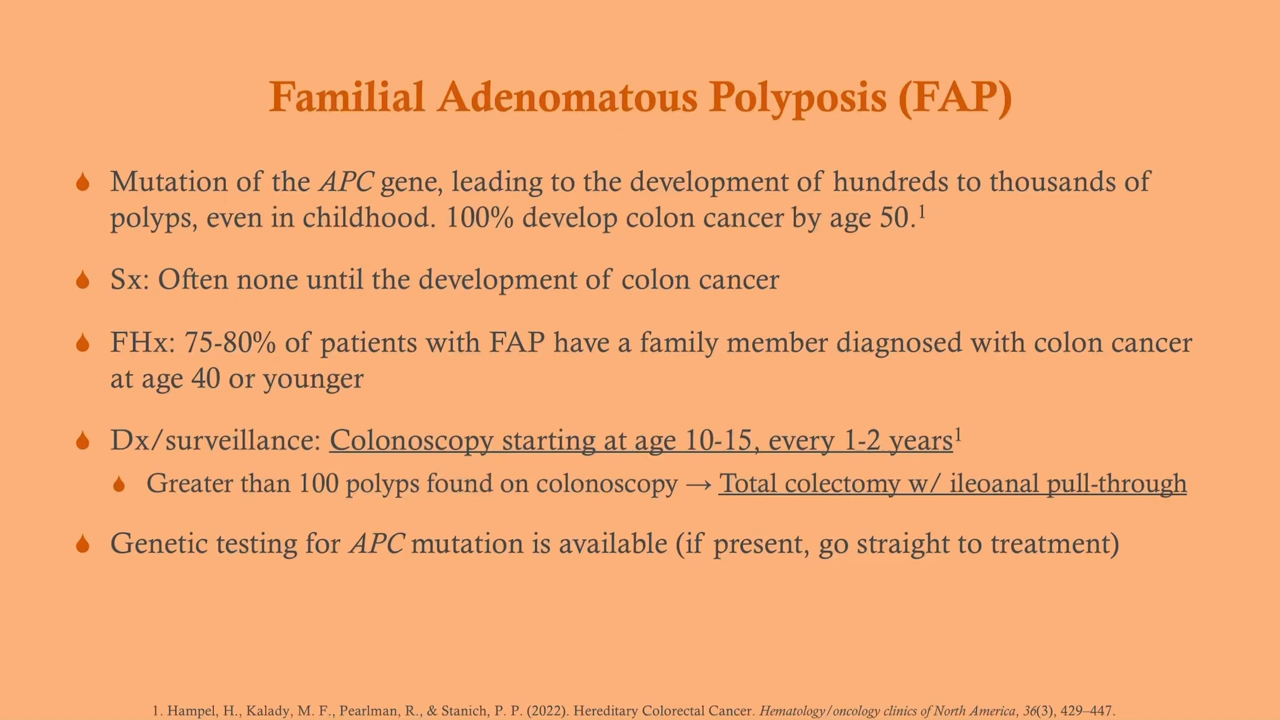 Familial Adenomatous Polyposis (FAP)
Mutation of the APC gene, leading to the development of hundreds to thousands of
polyps, even in childhood. 100% develop colon cancer by age 50.¹
Sx: Often none until the development of colon cancer
FHx: 75-80% of patients with FAP have a family member diagnosed with colon cancer
at age 40 or younger
Dx/surveillance: Colonoscopy starting at age 10-15, every 1-2 years¹
Greater than 100 polyps found on colonoscopy → Total colectomy w/ ileoanal pull-through
Genetic testing for APC mutation is available (if present, go straight to treatment)
1. Hampel, H., Kalady, M. F., Pearlman, R., & Stanich, P. P. (2022). Hereditary Colorectal Cancer. Hematology/oncology clinics of North America, 36(3), 429–447.